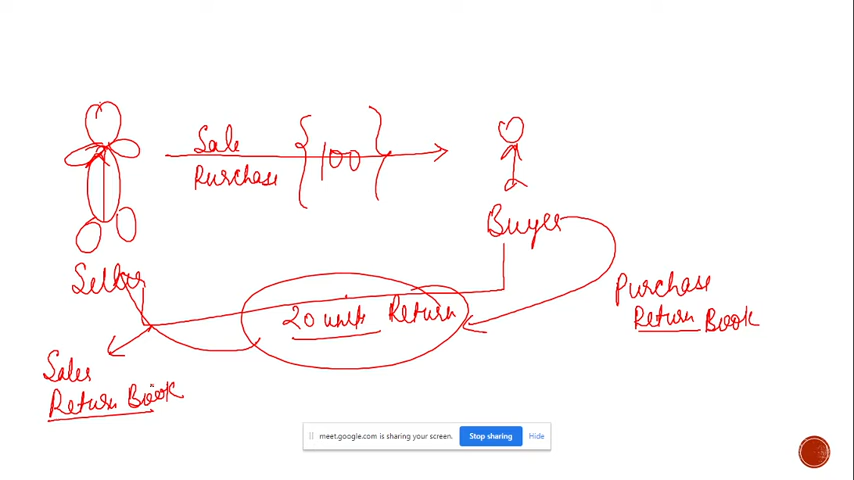 Sale
Purchase
100
Buyer
Seller
20 units Return
Purchase
Return Book
Sales
Return Book
meet.google.com is sharing your screen.
Stop sharing
Hide